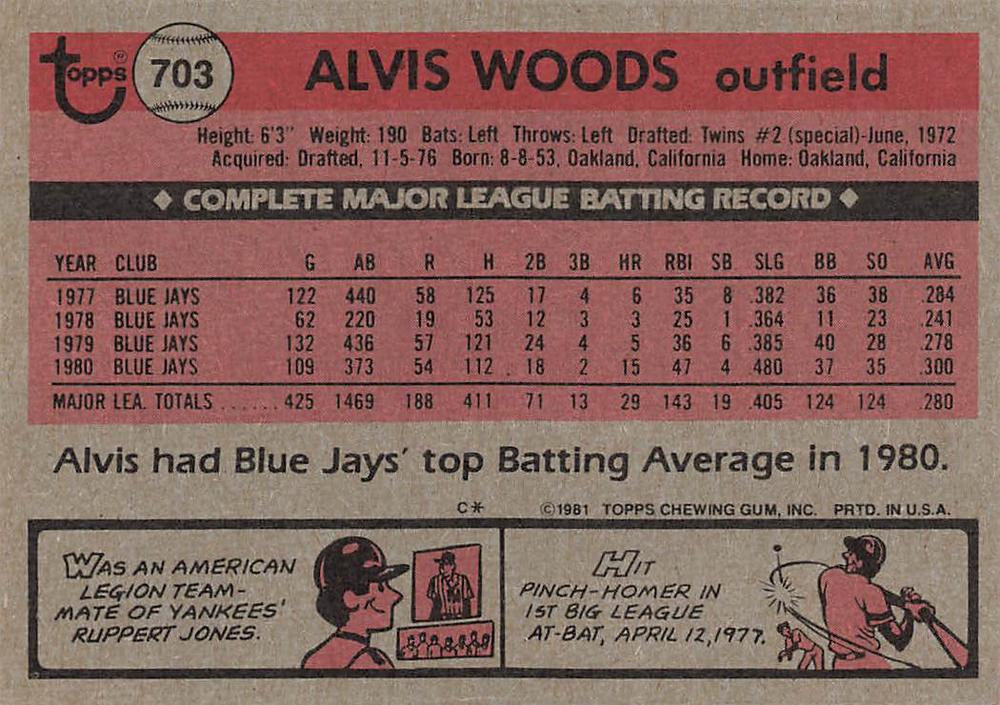 topps® 703 ALVIS WOODS outfield
Height: 6'3" Weight: 190 Bats: Left Throws: Left Drafted: Twins #2 (special)-June, 1972
Acquired: Drafted, 11-5-76 Born: 8-8-53, Oakland, California Home: Oakland, California
◆ COMPLETE MAJOR LEAGUE BATTING RECORD ◆
YEAR CLUB G AB R H 2B 3B HR RBI SB SLG BB SO AVG
1977 BLUE JAYS 122 440 58 125 17 4 6 35 8 .382 36 38 .284
1978 BLUE JAYS 62 220 19 53 12 3 3 25 1 .364 11 23 .241
1979 BLUE JAYS 132 436 57 121 24 4 5 36 6 .385 40 28 .278
1980 BLUE JAYS 109 373 54 112 18 2 15 47 4 .480 37 35 .300
MAJOR LEA. TOTALS ...... 425 1469 188 411 71 13 29 143 19 .405 124 124 .280
Alvis had Blue Jays' top Batting Average in 1980.
C* ©1981 TOPPS CHEWING GUM, INC. PRTD. IN U.S.A.
WAS AN AMERICAN
LEGION TEAM-
MATE OF YANKEES'
RUPPERT JONES.
HIT
PINCH-HOMER IN
1ST BIG LEAGUE
AT-BAT, APRIL 12, 1977.